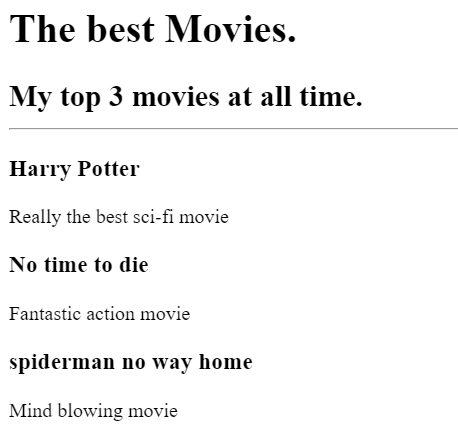 The best Movies.
My top 3 movies at all time.
Harry Potter
Really the best sci-fi movie
No time to die
Fantastic action movie
spiderman no way home
Mind blowing movie